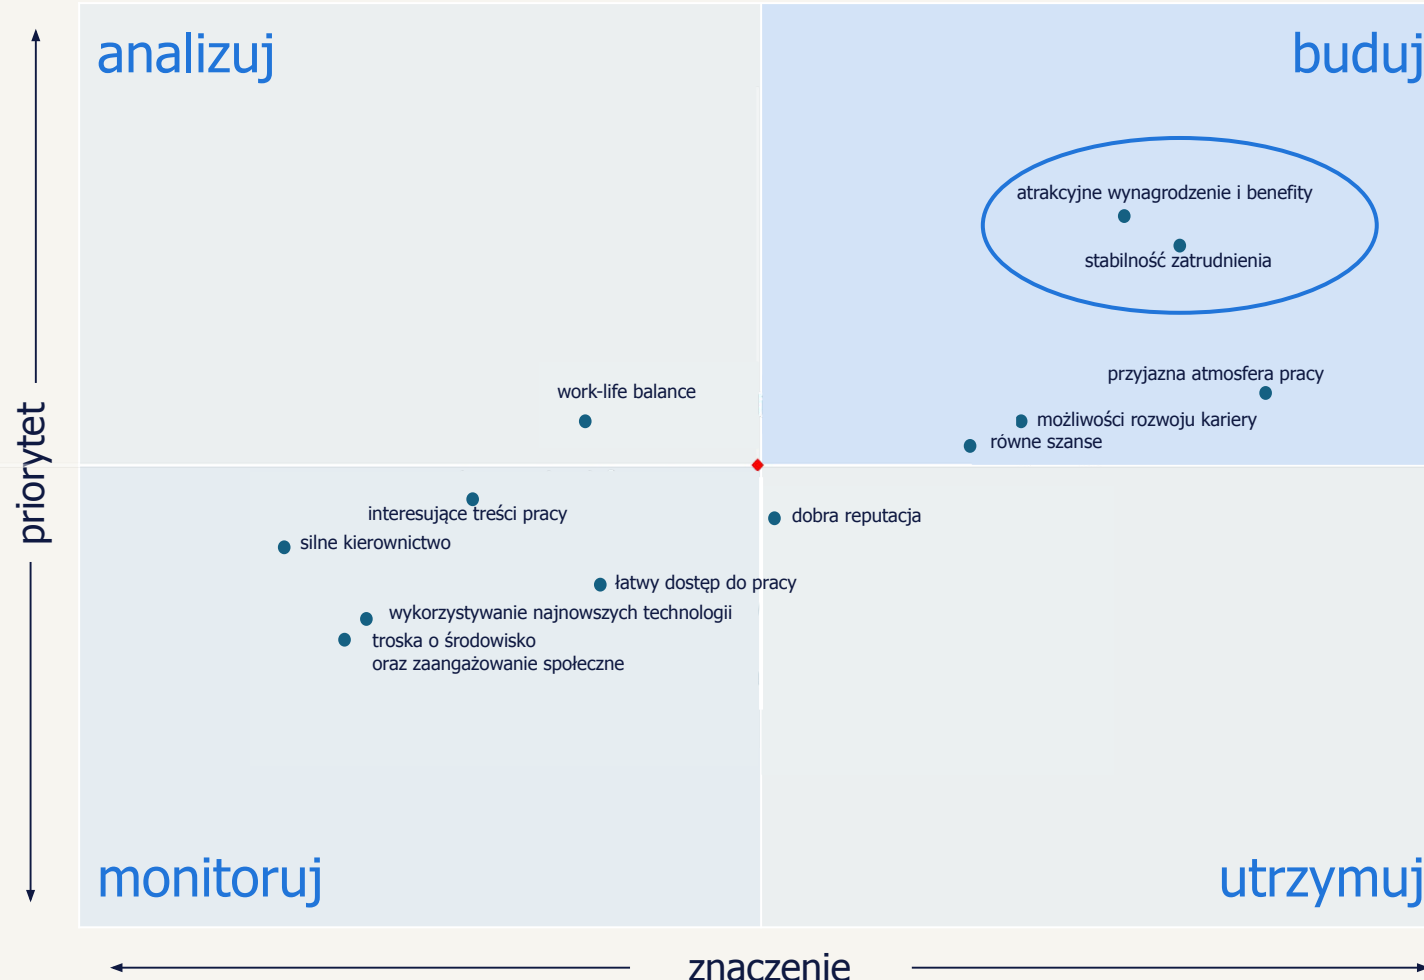 analizuj
buduj
atrakcyjne wynagrodzenie i benefity
stabilność zatrudnienia
przyjazna atmosfera pracy
work-life balance
możliwości rozwoju kariery
równe szanse
priorytet
interesujące treści pracy
dobra reputacja
silne kierownictwo
łatwy dostęp do pracy
wykorzystywanie najnowszych technologii
troska o środowisko
oraz zaangażowanie społeczne
monitoruj
utrzymuj
znaczenie